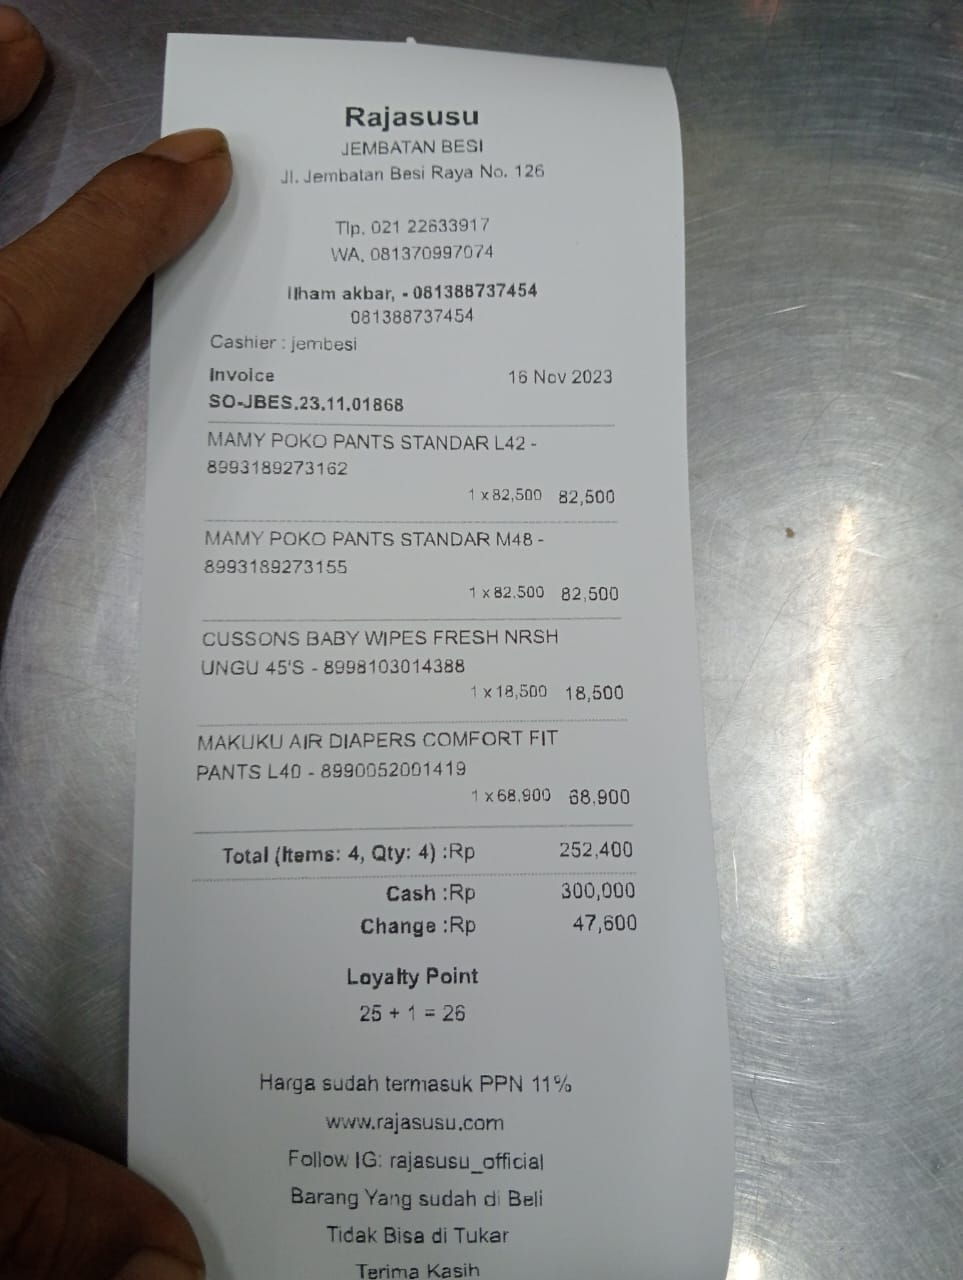 Rajasusu
JEMBATAN BESI
Jl. Jembatan Besi Raya No. 126
Tlp. 021 22633917
WA. 081370997074
Ilham akbar, - 081388737454
081388737454
Cashier : jembesi
Invoice 16 Nov 2023
SO-JBES.23.11.01868
MAMY POKO PANTS STANDAR L42 -
8993189273162
1 x 82,500 82,500
MAMY POKO PANTS STANDAR M48 -
8993189273155
1 x 82,500 82,500
CUSSONS BABY WIPES FRESH NRSH
UNGU 45'S - 8998103014388
1 x 18,500 18,500
MAKUKU AIR DIAPERS COMFORT FIT
PANTS L40 - 8990052001419
1 x 68,900 68,900
Total (Items: 4, Qty: 4) :Rp 252,400
Cash :Rp 300,000
Change :Rp 47,600
Loyalty Point
25 + 1 = 26
Harga sudah termasuk PPN 11%
www.rajasusu.com
Follow IG: rajasusu_official
Barang Yang sudah di Beli
Tidak Bisa di Tukar
Terima Kasih